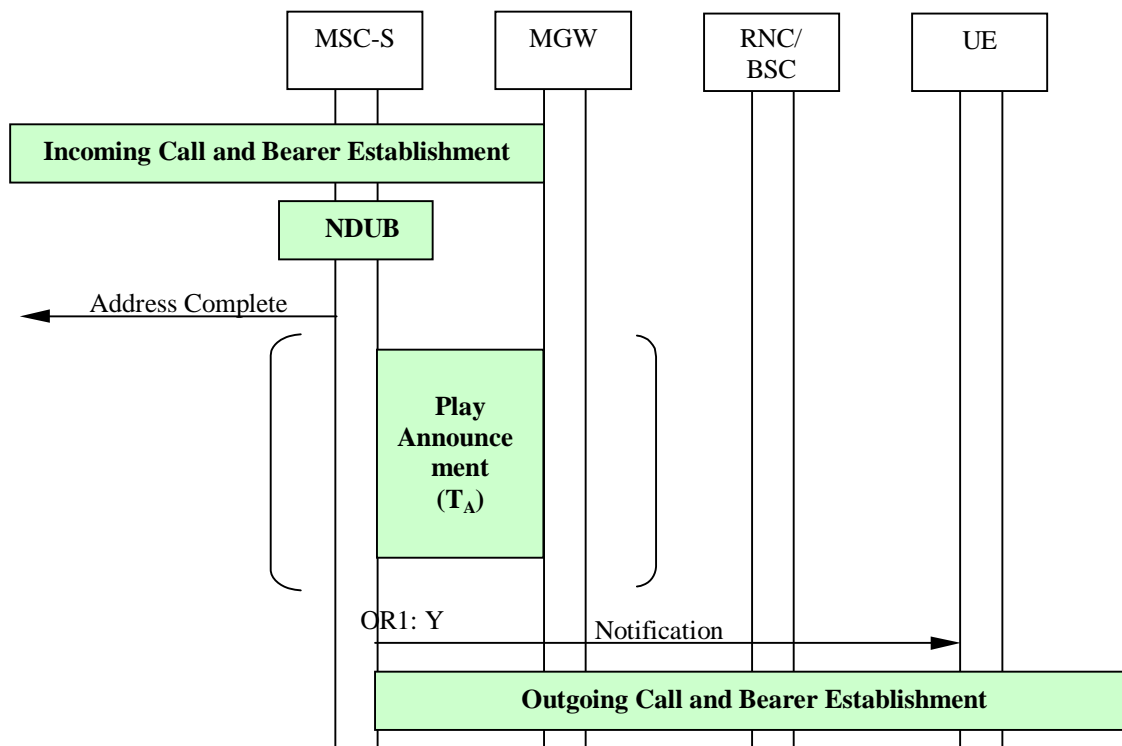 MSC-S
MGW
RNC/
BSC
UE
Incoming Call and Bearer Establishment
NDUB
Address Complete
Play
Announce
ment
(TA)
OR1: Y
Notification
Outgoing Call and Bearer Establishment